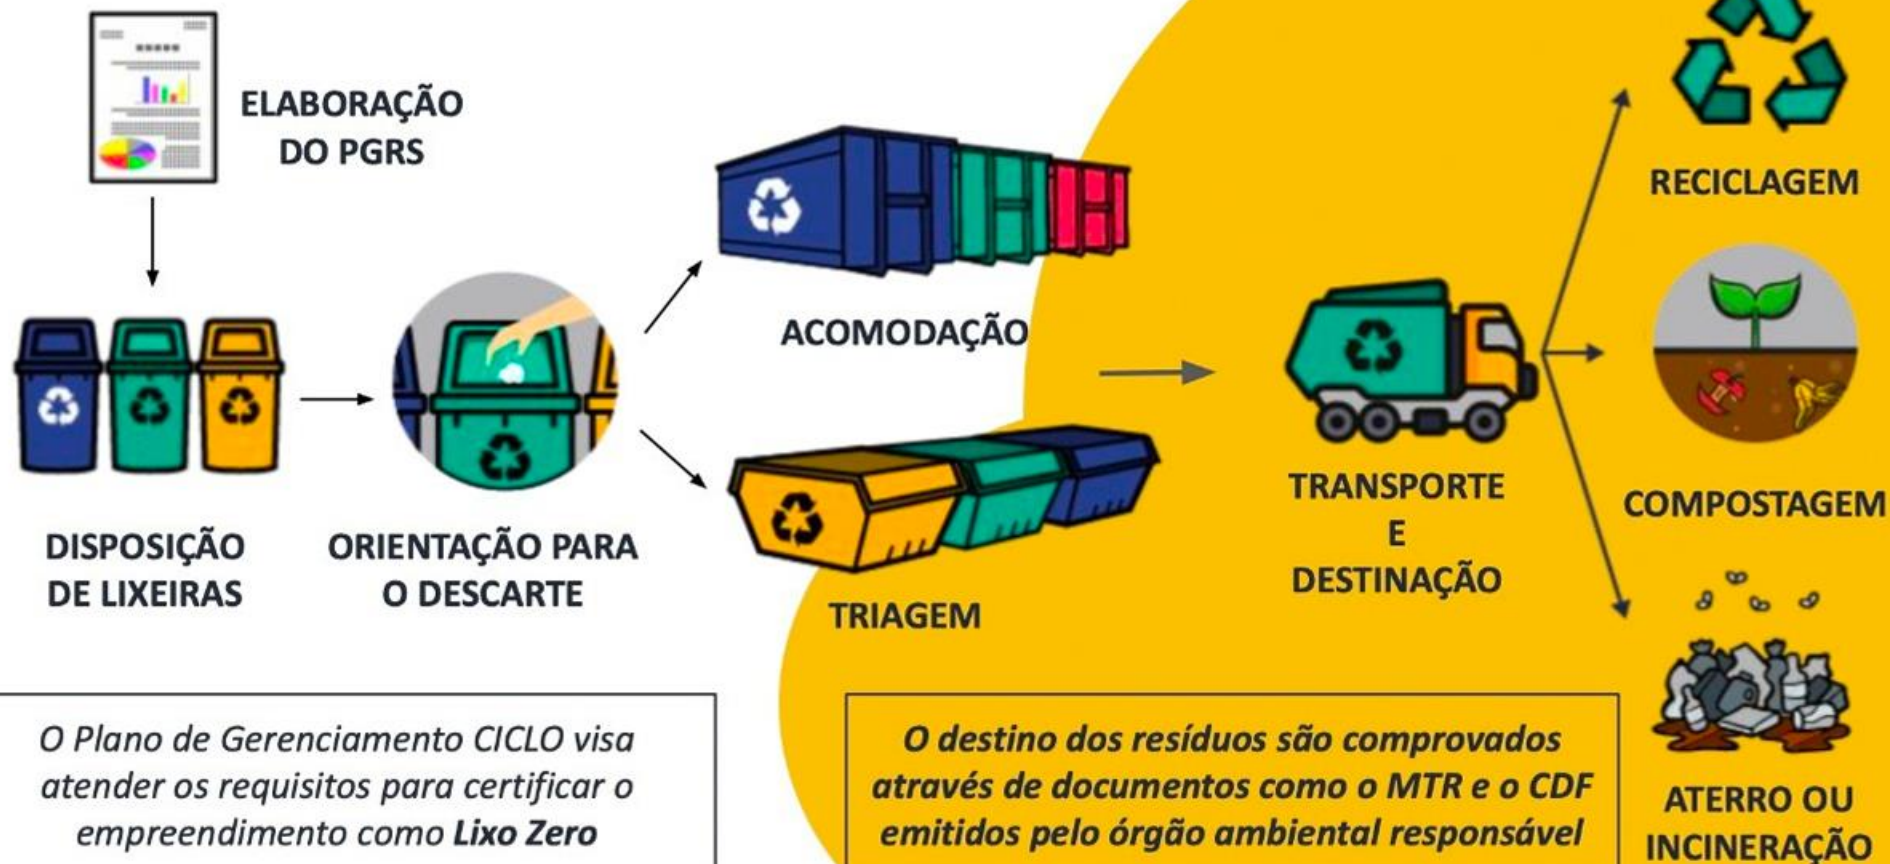 ELABORAÇÃO
DO PGRS
DISPOSIÇÃO
DE LIXEIRAS
ORIENTAÇÃO PARA
O DESCARTE
ACOMODAÇÃO
TRIAGEM
TRANSPORTE
E
DESTINAÇÃO
RECICLAGEM
COMPOSTAGEM
ATERRO OU
INCINERAÇÃO
O Plano de Gerenciamento CICLO visa
atender os requisitos para certificar o
empreendimento como Lixo Zero
O destino dos resíduos são comprovados
através de documentos como o MTR e o CDF
emitidos pelo órgão ambiental responsável